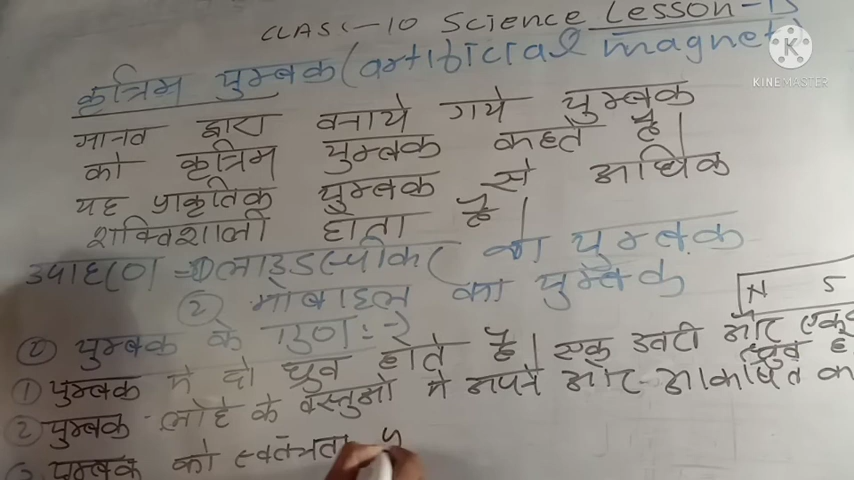 CLASS-10 Science Lesson-13
कृत्रिम चुम्बक (artificial magnet)
KINEMASTER
मानव द्वारा बनाये गये चुम्बक
को कृत्रिम चुम्बक कहते है।
यह प्राकृतिक चुम्बक से अधिक
शक्तिशाली होता है।
उदाहरण → ① लाउडस्पीकर का चुम्बक
② मोबाइल का चुम्बक
N S
चुम्बक के गुण :-
① चुम्बक मे दो ध्रुव होते है। एक उत्तरी और एक
ध्रुव
② चुम्बक लोहे के वस्तुओ मे अपने ओर आकर्षित
③ चुम्बक को स्वतंत्रता